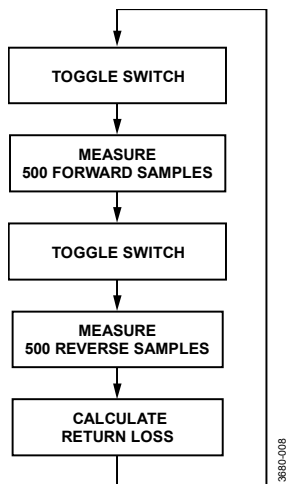 TOGGLE SWITCH
MEASURE
500 FORWARD SAMPLES
TOGGLE SWITCH
MEASURE
500 REVERSE SAMPLES
CALCULATE
RETURN LOSS
3680-008